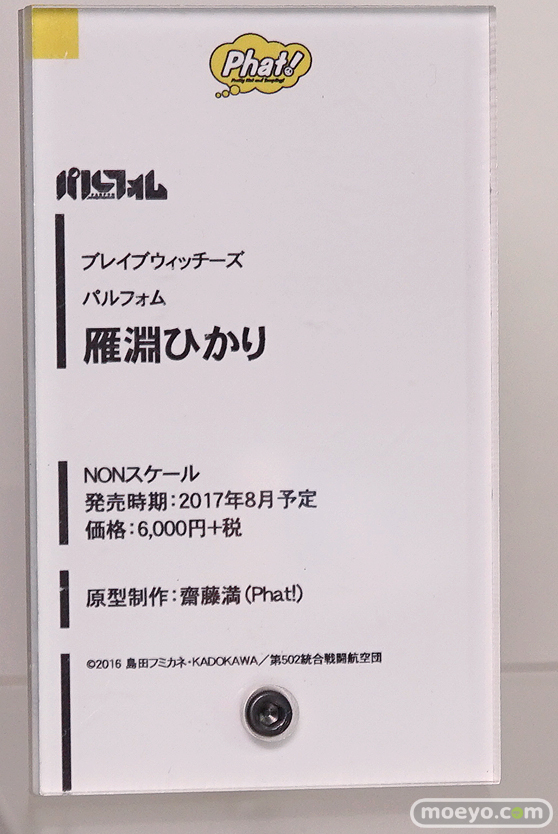 Phat!
パルフォム
ブレイブウィッチーズ
パルフォム
雁淵ひかり
NONスケール
発売時期:2017年8月予定
価格:6,000円+税
原型制作:齋藤満(Phat!)
©2016 島田フミカネ・KADOKAWA/第502統合戦闘航空団
moeyo.com